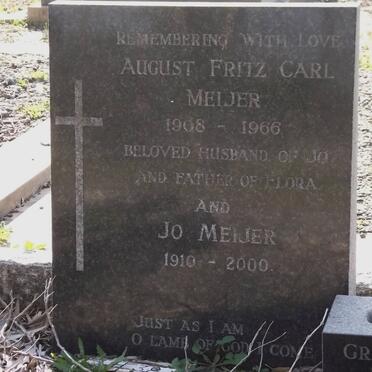 REMEMBERING WITH LOVE
AUGUST FRITZ CARL
MEIJER
1908 - 1966
BELOVED HUSBAND OF JO
AND FATHER OF FLORA
AND
JO MEIJER
1910 - 2000
JUST AS I AM
O LAMB OF GOD I COME
GR